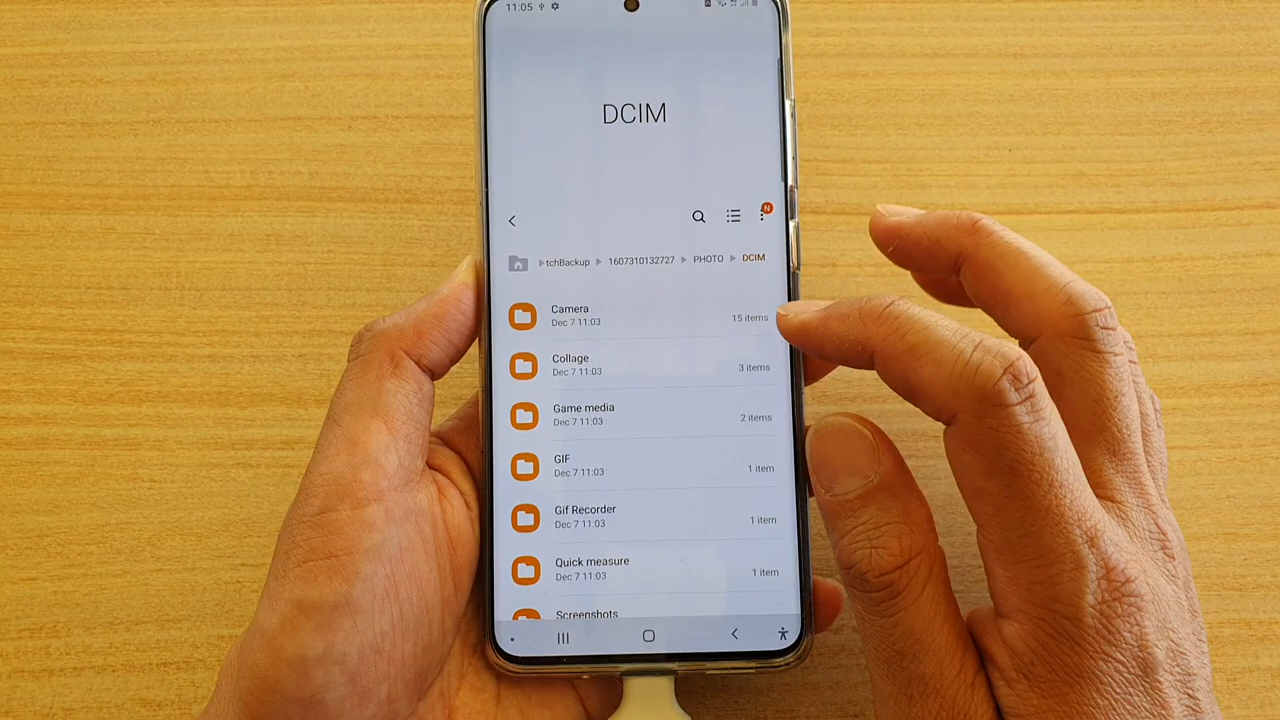 11:05
DCIM
N
tchBackup 1607310132727 PHOTO DCIM
Camera
Dec 7 11:03
15 items
Collage
Dec 7 11:03
3 items
Game media
Dec 7 11:03
2 items
GIF
Dec 7 11:03
1 item
Gif Recorder
Dec 7 11:03
1 item
Quick measure
Dec 7 11:03
1 item
Screenshots